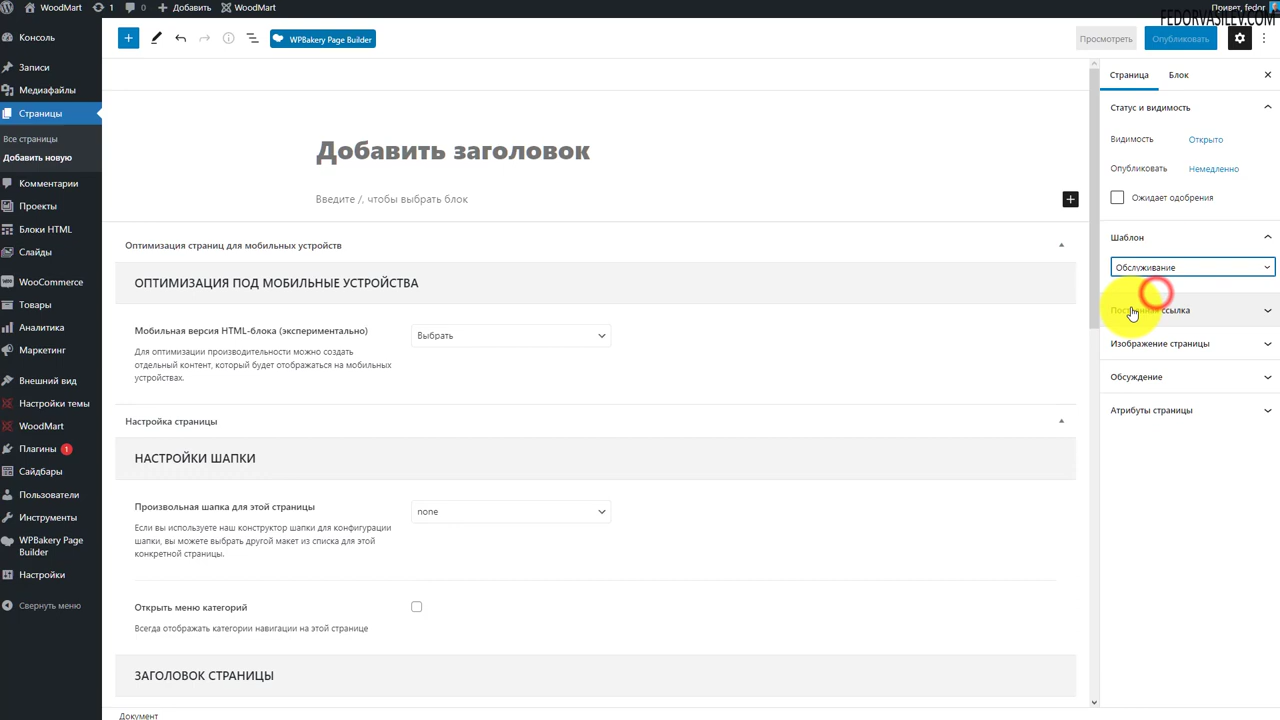 WoodMart
1
Добавить
WoodMart
Привет, fedor
FEDORVASILEV.COM
Консоль
Записи
Медиафайлы
Страницы
Все страницы
Добавить новую
Комментарии
Проекты
Блоки HTML
Слайды
WooCommerce
Товары
Аналитика
Маркетинг
Внешний вид
Настройки темы
WoodMart
Плагины 1
Сайдбары
Пользователи
Инструменты
WPBakery Page
Builder
Настройки
Свернуть меню
WPBakery Page Builder
Просмотреть
Опубликовать
Добавить заголовок
Введите /, чтобы выбрать блок
Оптимизация страниц для мобильных устройств
ОПТИМИЗАЦИЯ ПОД МОБИЛЬНЫЕ УСТРОЙСТВА
Мобильная версия HTML-блока (экспериментально)
Выбрать
Для оптимизации производительности можно создать
отдельный контент, который будет отображаться на мобильных
устройствах.
Настройка страницы
НАСТРОЙКИ ШАПКИ
Произвольная шапка для этой страницы
none
Если вы используете наш конструктор шапки для конфигурации
шапки, вы можете выбрать другой макет из списка для этой
конкретной страницы.
Открыть меню категорий
Всегда отображать категории навигации на этой странице
ЗАГОЛОВОК СТРАНИЦЫ
Документ
Страница
Блок
Статус и видимость
Видимость
Открыто
Опубликовать
Немедленно
Ожидает одобрения
Шаблон
Обслуживание
Постоянная ссылка
Изображение страницы
Обсуждение
Атрибуты страницы